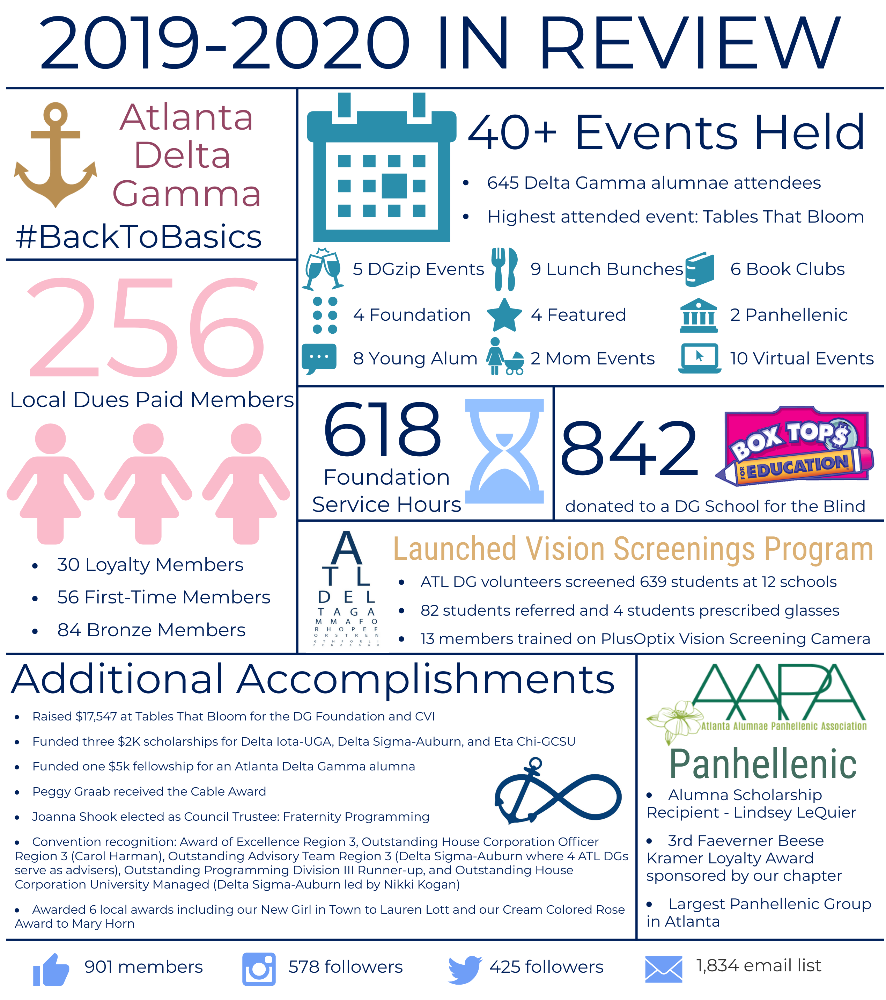 2019-2020 IN REVIEW
Atlanta
Delta
Gamma
#BackToBasics
256
Local Dues Paid Members
• 30 Loyalty Members
• 56 First-Time Members
• 84 Bronze Members
40+ Events Held
• 645 Delta Gamma alumnae attendees
• Highest attended event: Tables That Bloom
5 DGzip Events
9 Lunch Bunches
6 Book Clubs
4 Foundation
4 Featured
2 Panhellenic
8 Young Alum
2 Mom Events
10 Virtual Events
618
Foundation
Service Hours
842
BOX TOP$
FOR EDUCATION
donated to a DG School for the Blind
A
T L
D E L
T A G A
M M A F O
R H O P E F
O R S T R E N
G T H F O R L I
F E D O G O O D
Launched Vision Screenings Program
• ATL DG volunteers screened 639 students at 12 schools
• 82 students referred and 4 students prescribed glasses
• 13 members trained on PlusOptix Vision Screening Camera
Additional Accomplishments
• Raised $17,547 at Tables That Bloom for the DG Foundation and CVI
• Funded three $2K scholarships for Delta Iota-UGA, Delta Sigma-Auburn, and Eta Chi-GCSU
• Funded one $5k fellowship for an Atlanta Delta Gamma alumna
• Peggy Graab received the Cable Award
• Joanna Shook elected as Council Trustee: Fraternity Programming
• Convention recognition: Award of Excellence Region 3, Outstanding House Corporation Officer
Region 3 (Carol Harman), Outstanding Advisory Team Region 3 (Delta Sigma-Auburn where 4 ATL DGs
serve as advisers), Outstanding Programming Division III Runner-up, and Outstanding House
Corporation University Managed (Delta Sigma-Auburn led by Nikki Kogan)
• Awarded 6 local awards including our New Girl in Town to Lauren Lott and our Cream Colored Rose
Award to Mary Horn
AAPA
Atlanta Alumnae Panhellenic Association
Panhellenic
• Alumna Scholarship
Recipient - Lindsey LeQuier
• 3rd Faeverner Beese
Kramer Loyalty Award
sponsored by our chapter
• Largest Panhellenic Group
in Atlanta
901 members
578 followers
425 followers
1,834 email list